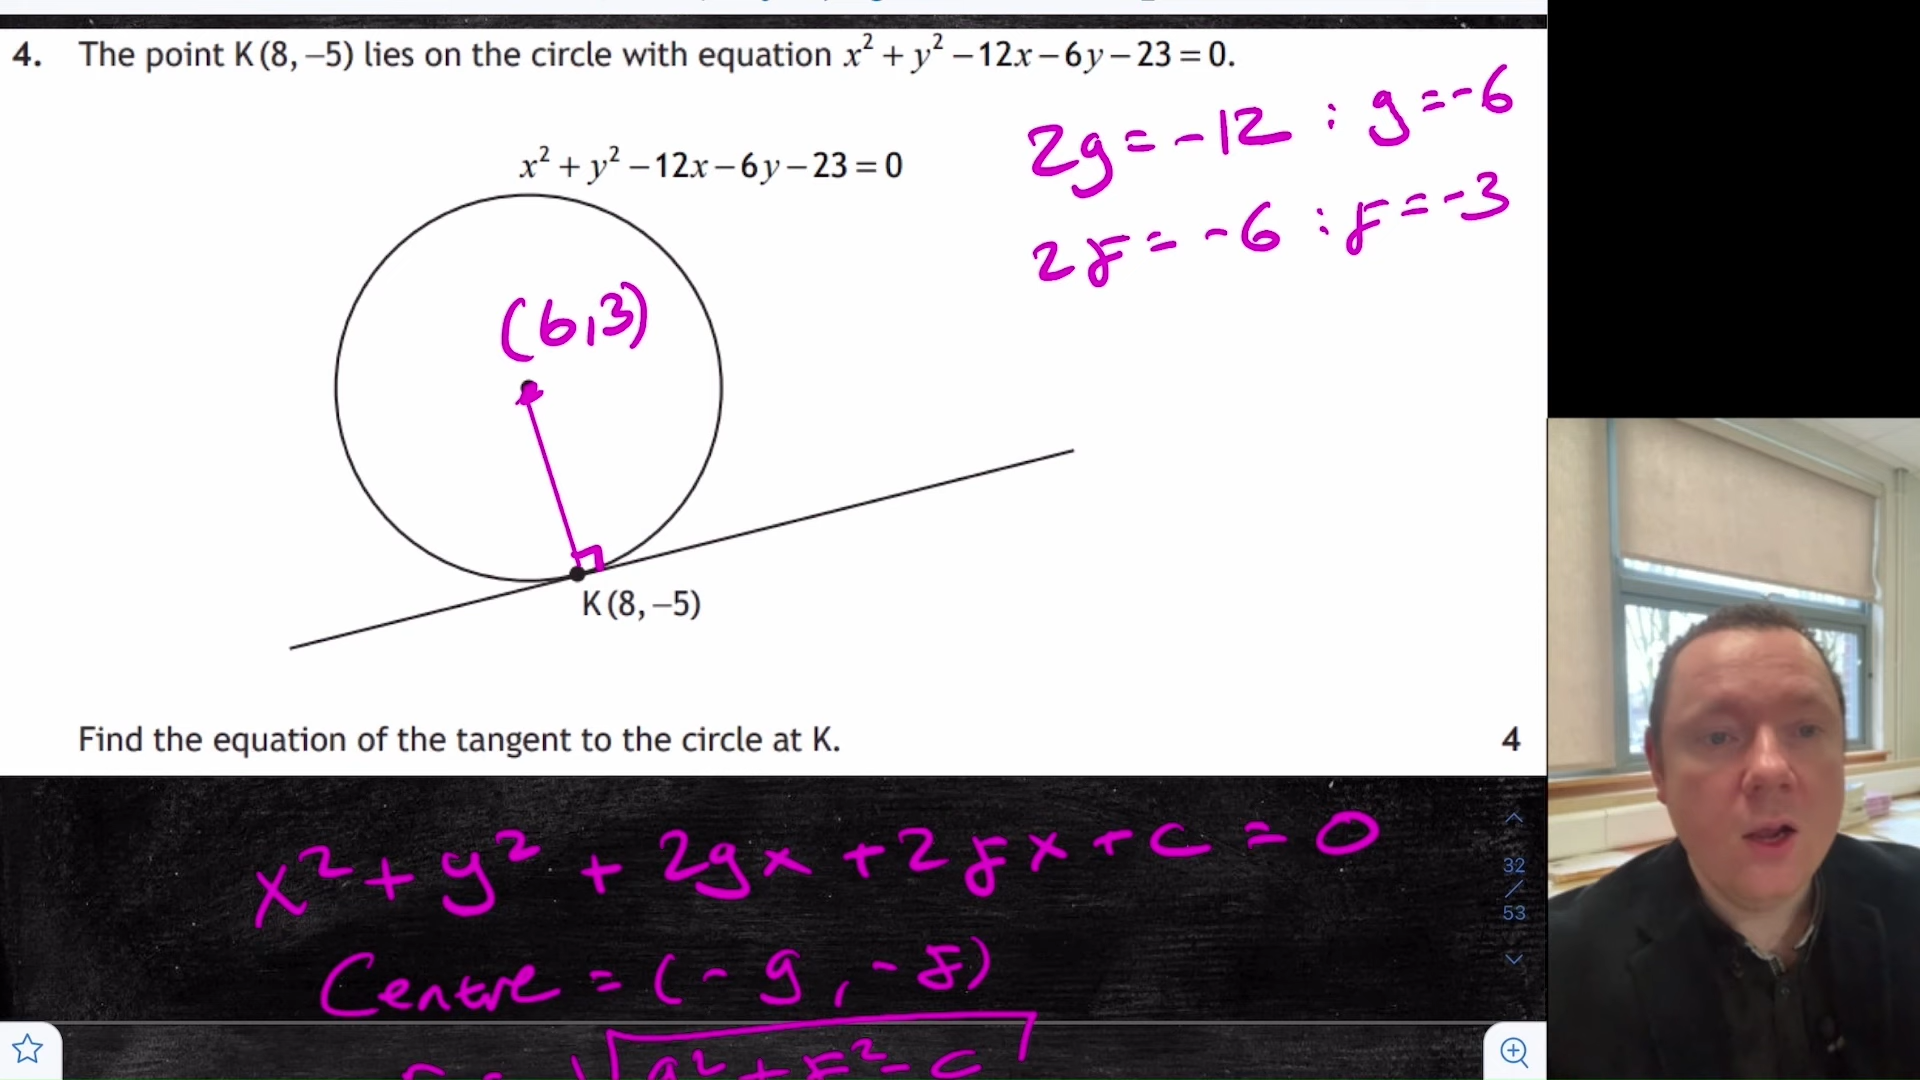 4. The point K(8, –5) lies on the circle with equation x² + y² – 12x – 6y – 23 = 0.
2g = -12 : g = -6
x² + y² – 12x – 6y – 23 = 0
2f = -6 : f = -3
(6,3)
K(8, –5)
Find the equation of the tangent to the circle at K. 4
x² + y² + 2gx + 2fx + c = 0
32
/
53
Centre = (-g, -f)
√g² + f² - c